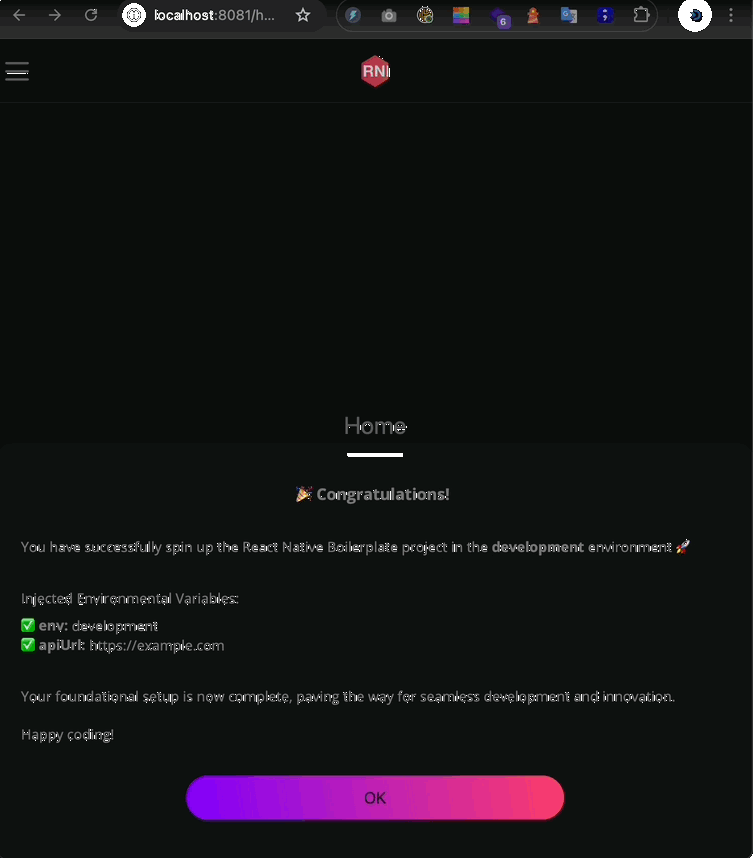 localhost:8081/h...
6
RN
Home
🎉 Congratulations!
You have successfully spin up the React Native Boilerplate project in the development environment 🚀
Injected Environmental Variables:
✅ env: development
✅ apiUrl: https://example.com
Your foundational setup is now complete, paving the way for seamless development and innovation.
Happy coding!
OK